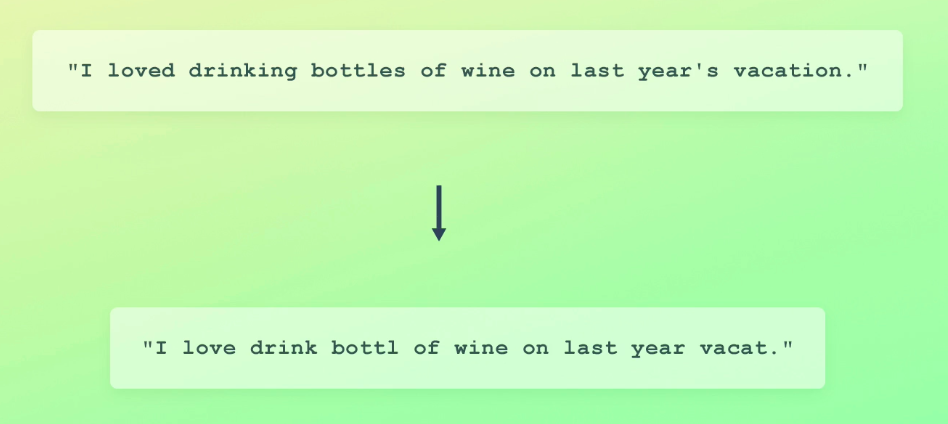 "I loved drinking bottles of wine on last year's vacation."
"I love drink bottl of wine on last year vacat."